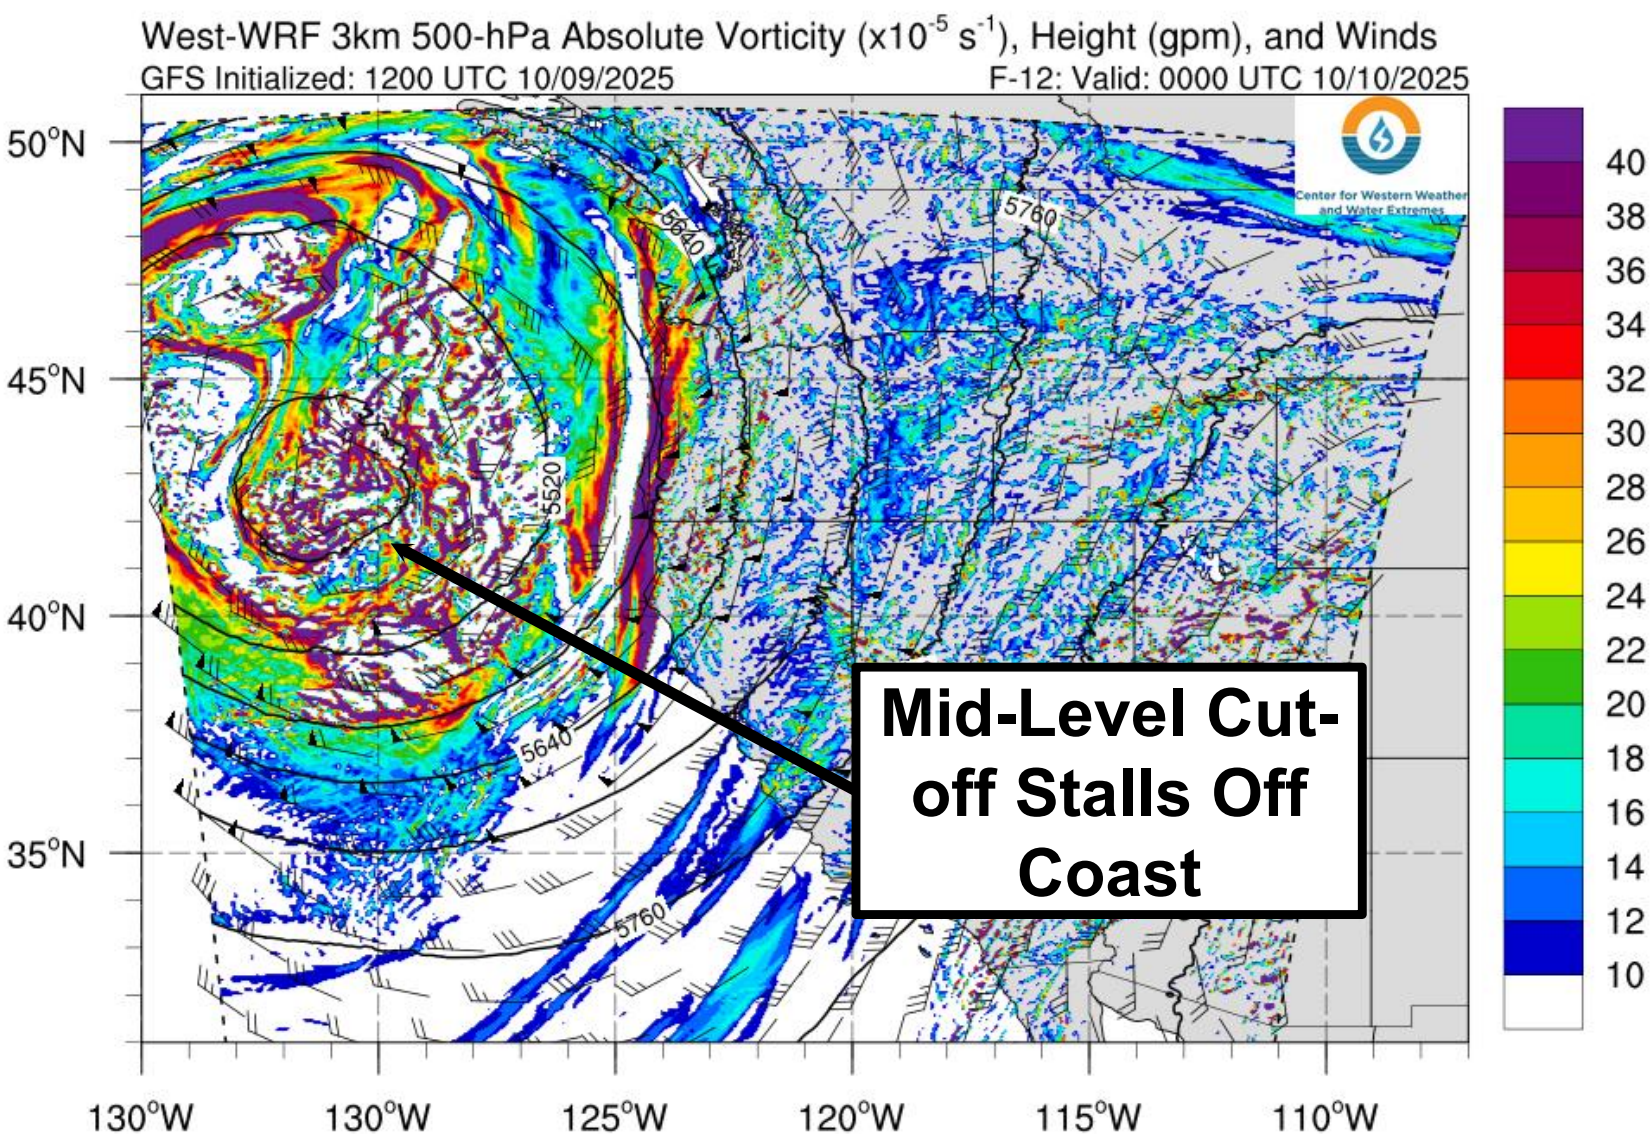 West-WRF 3km 500-hPa Absolute Vorticity (x10⁻⁵ s⁻¹), Height (gpm), and Winds
GFS Initialized: 1200 UTC 10/09/2025
F-12: Valid: 0000 UTC 10/10/2025
Center for Western Weather
and Water Extremes
50°N
45°N
40°N
35°N
5640
5760
5520
5640
5760
Mid-Level Cut-
off Stalls Off
Coast
130°W
130°W
125°W
120°W
115°W
110°W
40
38
36
34
32
30
28
26
24
22
20
18
16
14
12
10